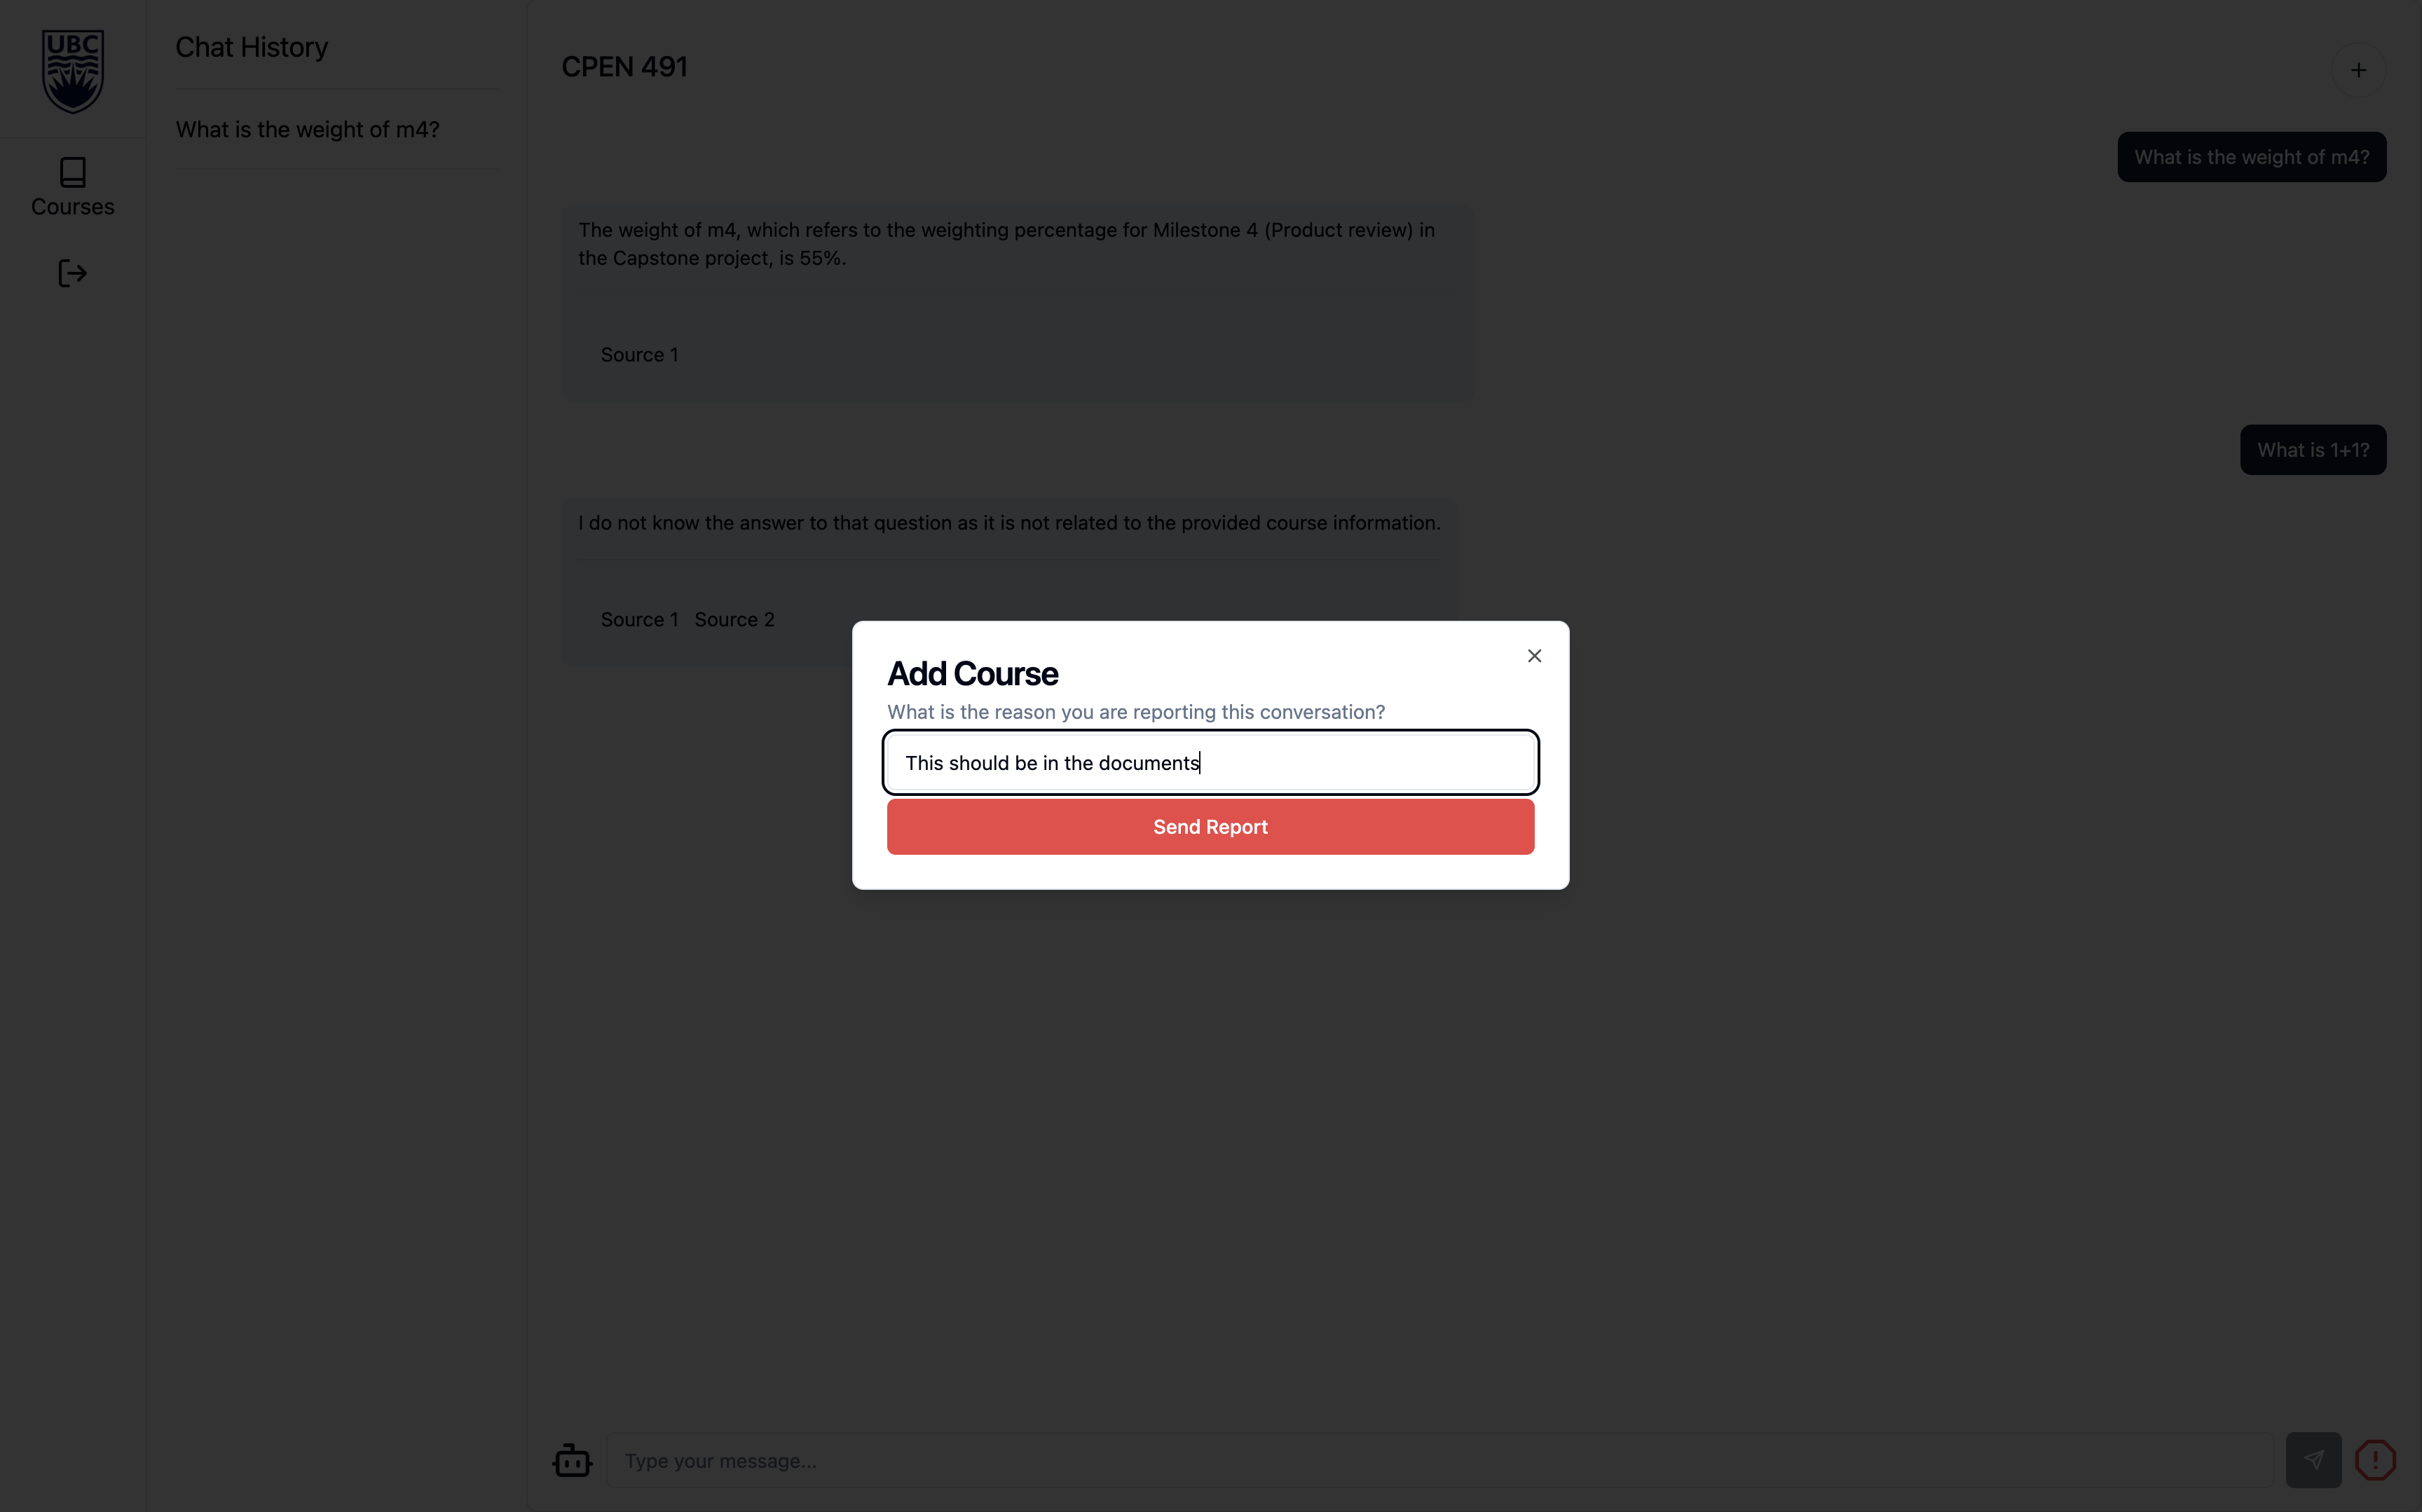 UBC
Courses
Chat History
What is the weight of m4?
CPEN 491
What is the weight of m4?
The weight of m4, which refers to the weighting percentage for Milestone 4 (Product review) in
the Capstone project, is 55%.
Source 1
What is 1+1?
I do not know the answer to that question as it is not related to the provided course information.
Source 1 Source 2
Add Course
What is the reason you are reporting this conversation?
This should be in the documents
Send Report
Type your message...